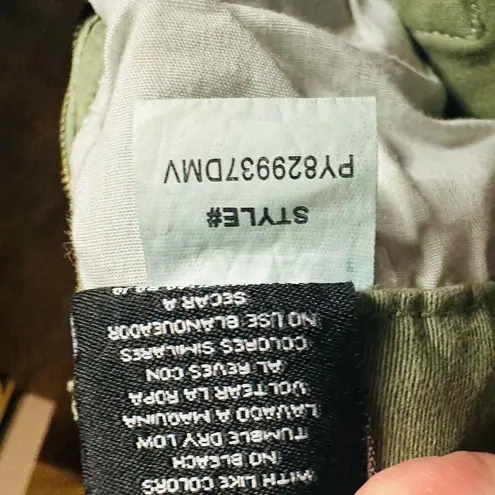 WITH LIKE COLORS
NO BLEACH
TUMBLE DRY LOW
LAVADO A MAQUINA
VOLTEAR LA ROPA
AL REVES CON
COLORES SIMILARES
NO USE BLANQUEADOR
SECAR A
STYLE#
PY829937DMV